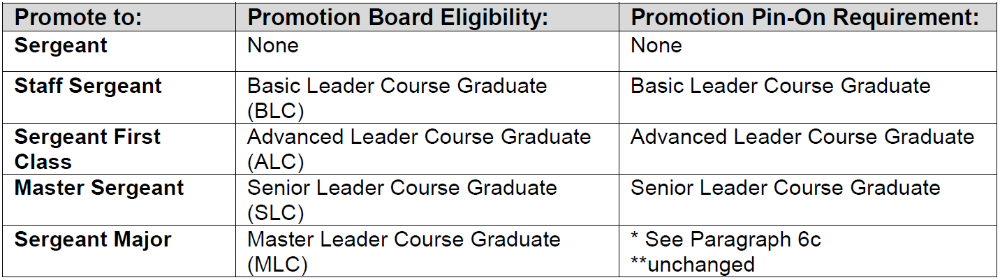 Promote to: Promotion Board Eligibility: Promotion Pin-On Requirement:
Sergeant None None
Staff Sergeant Basic Leader Course Graduate Basic Leader Course Graduate
(BLC)
Sergeant First Advanced Leader Course Graduate Advanced Leader Course Graduate
Class (ALC)
Master Sergeant Senior Leader Course Graduate Senior Leader Course Graduate
(SLC)
Sergeant Major Master Leader Course Graduate * See Paragraph 6c
(MLC) **unchanged